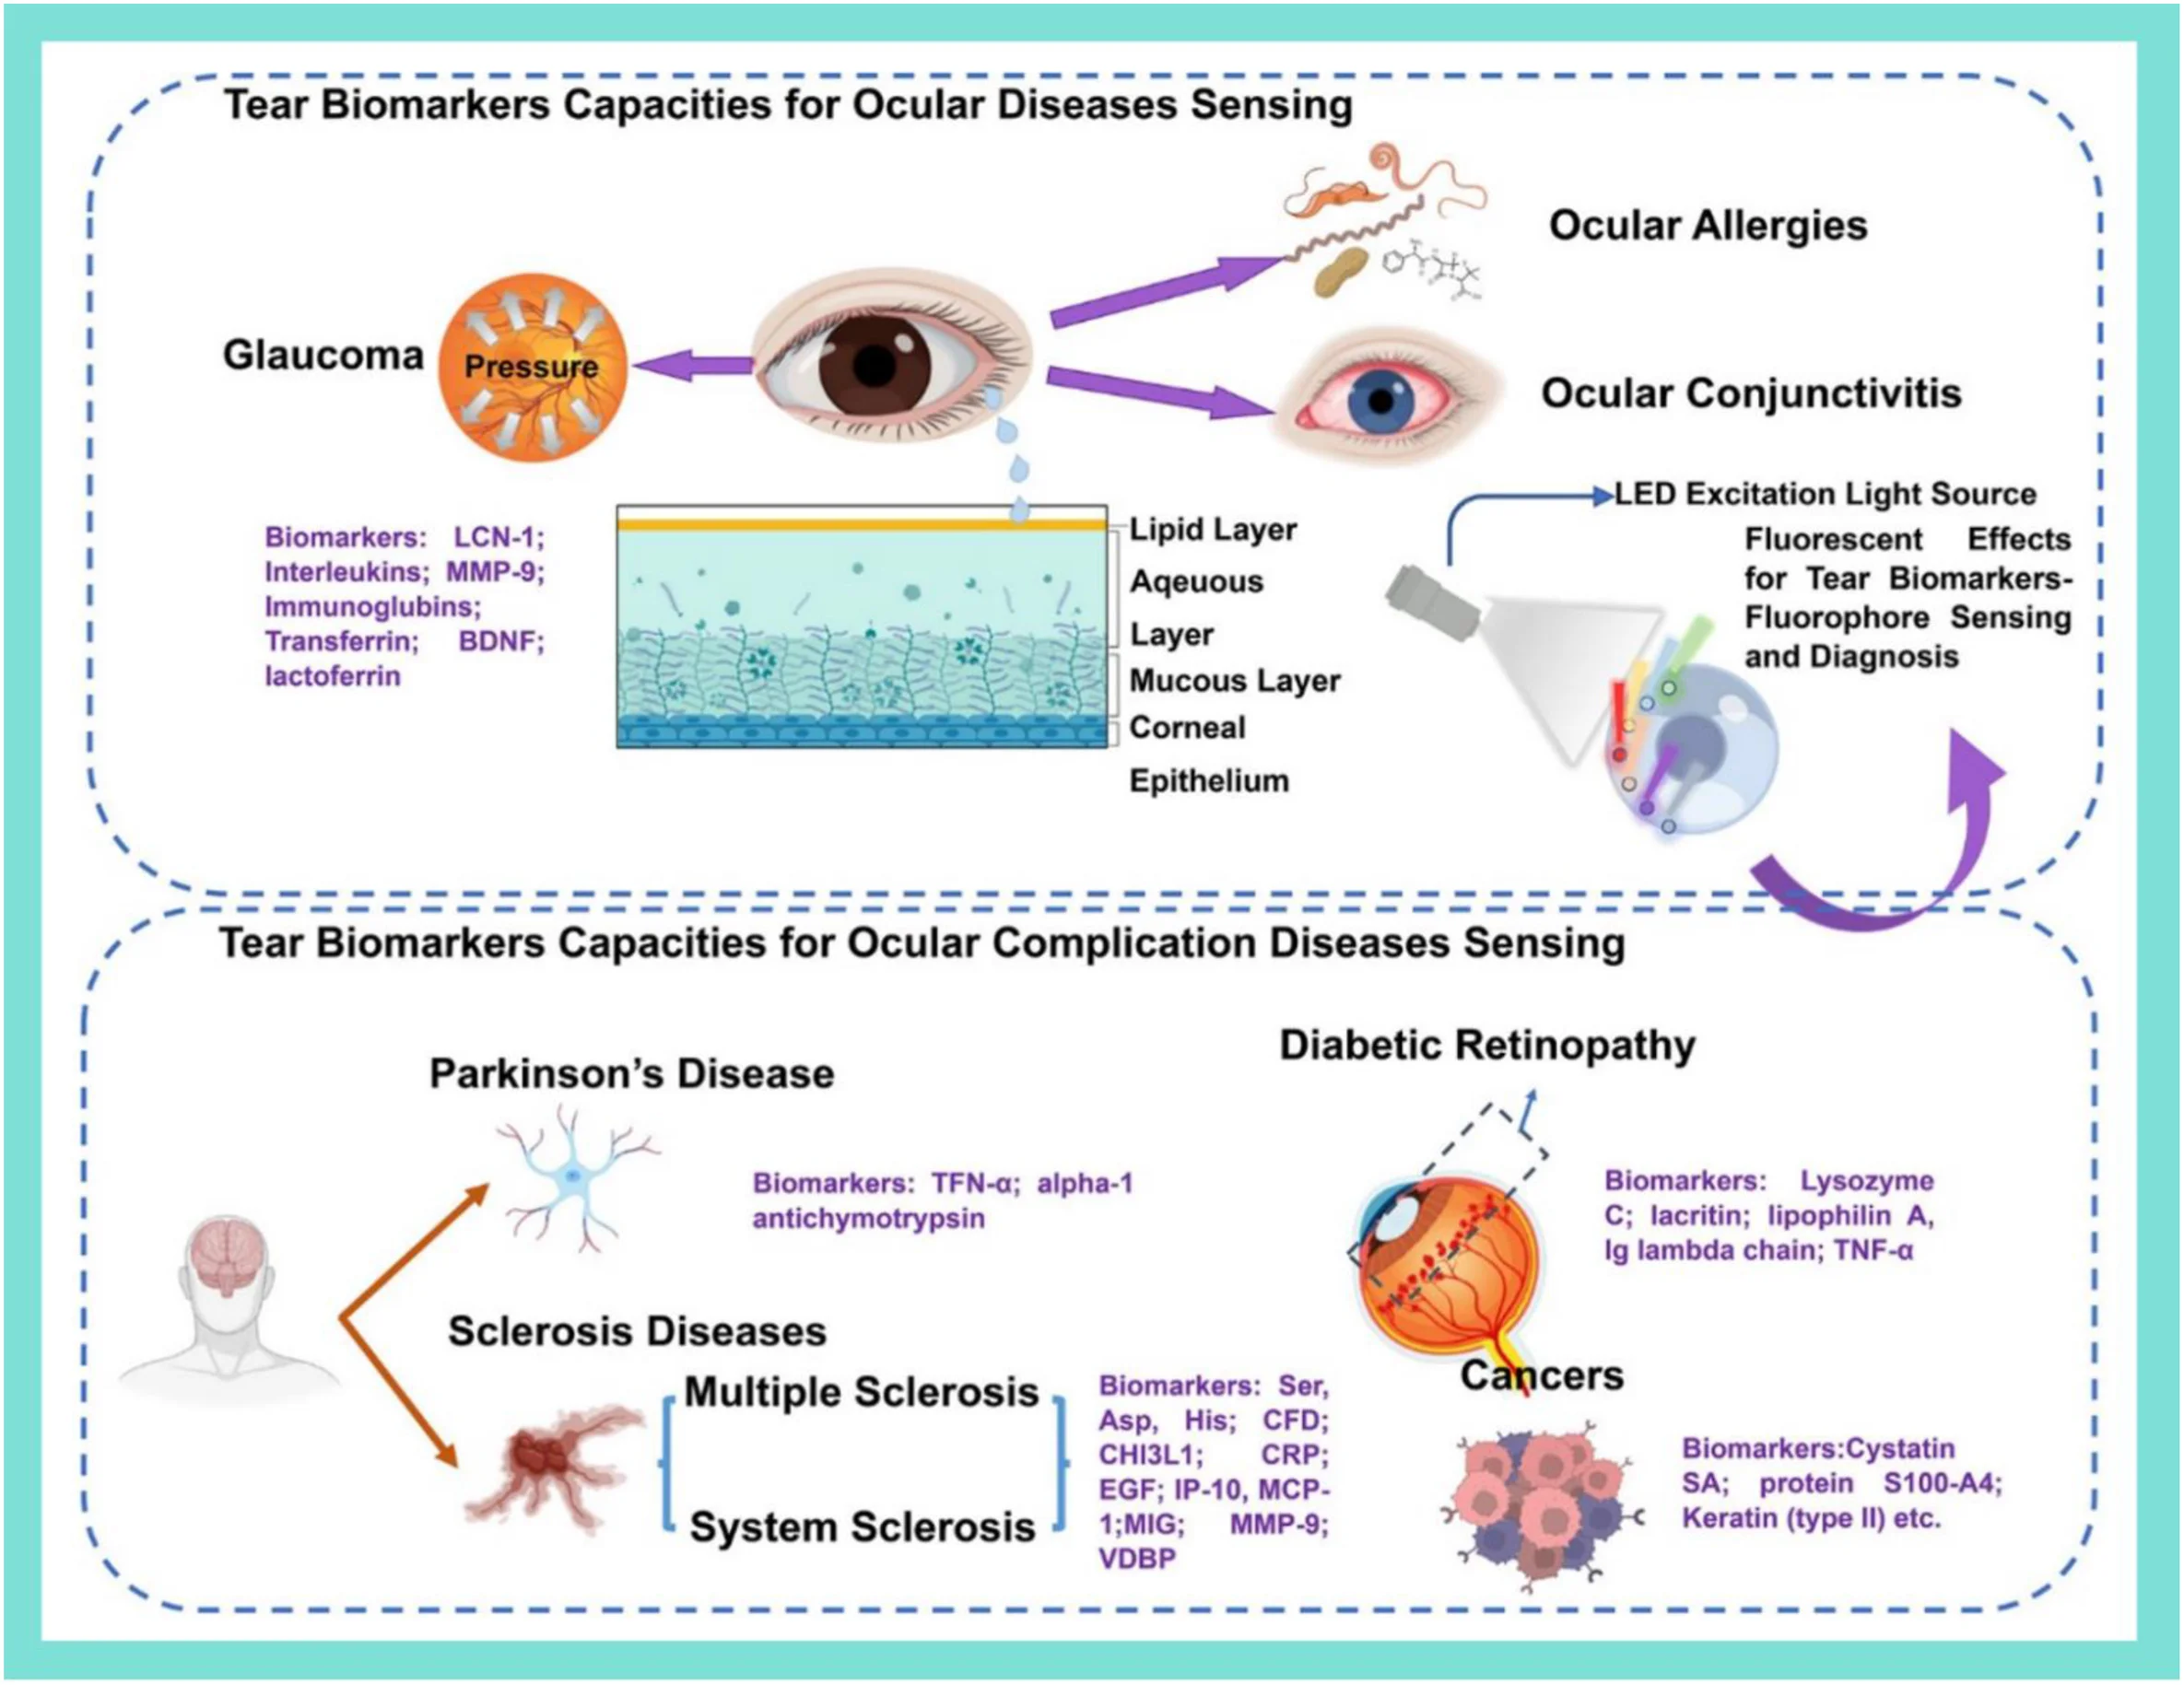 Tear Biomarkers Capacities for Ocular Diseases Sensing
Ocular Allergies
Glaucoma
Pressure
Ocular Conjunctivitis
LED Excitation Light Source
Fluorescent Effects
for Tear Biomarkers-
Fluorophore Sensing
and Diagnosis
Biomarkers: LCN-1;
Interleukins; MMP-9;
Immunoglubins;
Transferrin; BDNF;
lactoferrin
Lipid Layer
Aqeuous
Layer
Mucous Layer
Corneal
Epithelium
Tear Biomarkers Capacities for Ocular Complication Diseases Sensing
Parkinson's Disease
Biomarkers: TFN-α; alpha-1
antichymotrypsin
Diabetic Retinopathy
Biomarkers: Lysozyme
C; lacritin; lipophilin A,
Ig lambda chain; TNF-α
Sclerosis Diseases
Multiple Sclerosis
System Sclerosis
Biomarkers: Ser,
Asp, His; CFD;
CHI3L1; CRP;
EGF; IP-10, MCP-
1;MIG; MMP-9;
VDBP
Cancers
Biomarkers:Cystatin
SA; protein S100-A4;
Keratin (type II) etc.